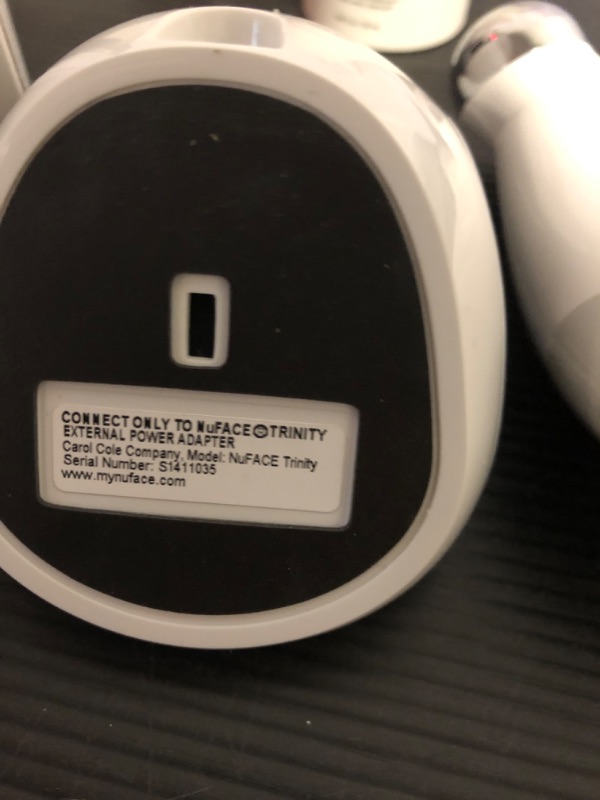 CONNECT ONLY TO NuFACE®TRINITY
EXTERNAL POWER ADAPTER
Carol Cole Company, Model: NuFACE Trinity
Serial Number: S1411035
www.mynuface.com